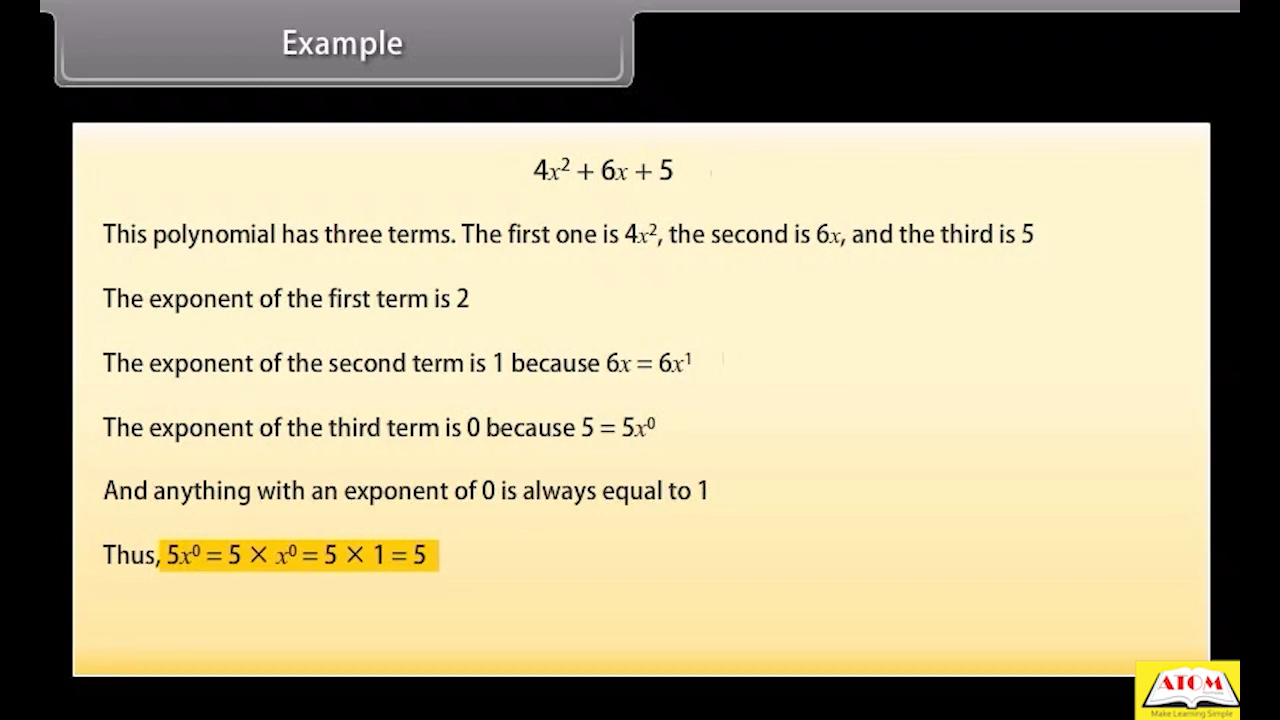 Example
4x² + 6x + 5
This polynomial has three terms. The first one is 4x², the second is 6x, and the third is 5
The exponent of the first term is 2
The exponent of the second term is 1 because 6x = 6x¹
The exponent of the third term is 0 because 5 = 5x⁰
And anything with an exponent of 0 is always equal to 1
Thus, 5x⁰ = 5 × x⁰ = 5 × 1 = 5
ATOM
Make Learning Simple